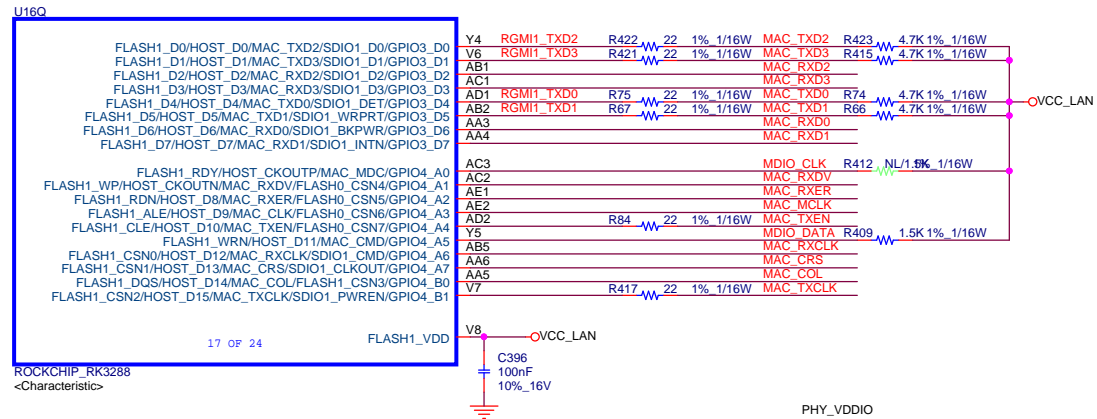 U16Q
FLASH1_D0/HOST_D0/MAC_TXD2/SDIO1_D0/GPIO3_D0 Y4 RGMI1_TXD2 R422 22 1%_1/16W MAC_TXD2 R423 4.7K 1%_1/16W
FLASH1_D1/HOST_D1/MAC_TXD3/SDIO1_D1/GPIO3_D1 V6 RGMI1_TXD3 R421 22 1%_1/16W MAC_TXD3 R415 4.7K 1%_1/16W
FLASH1_D2/HOST_D2/MAC_RXD2/SDIO1_D2/GPIO3_D2 AB1 MAC_RXD2
FLASH1_D3/HOST_D3/MAC_RXD3/SDIO1_D3/GPIO3_D3 AC1 MAC_RXD3
FLASH1_D4/HOST_D4/MAC_TXD0/SDIO1_DET/GPIO3_D4 AD1 RGMI1_TXD0 R75 22 1%_1/16W MAC_TXD0 R74 4.7K 1%_1/16W VCC_LAN
FLASH1_D5/HOST_D5/MAC_TXD1/SDIO1_WRPRT/GPIO3_D5 AB2 RGMI1_TXD1 R67 22 1%_1/16W MAC_TXD1 R66 4.7K 1%_1/16W
FLASH1_D6/HOST_D6/MAC_RXD0/SDIO1_BKPWR/GPIO3_D6 AA3 MAC_RXD0
FLASH1_D7/HOST_D7/MAC_RXD1/SDIO1_INTN/GPIO3_D7 AA4 MAC_RXD1
FLASH1_RDY/HOST_CKOUTP/MAC_MDC/GPIO4_A0 AC3 MDIO_CLK R412 NL/1.5K 1%_1/16W
FLASH1_WP/HOST_CKOUTN/MAC_RXDV/FLASH0_CSN4/GPIO4_A1 AC2 MAC_RXDV
FLASH1_RDN/HOST_D8/MAC_RXER/FLASH0_CSN5/GPIO4_A2 AE1 MAC_RXER
FLASH1_ALE/HOST_D9/MAC_CLK/FLASH0_CSN6/GPIO4_A3 AE2 MAC_MCLK
FLASH1_CLE/HOST_D10/MAC_TXEN/FLASH0_CSN7/GPIO4_A4 AD2 R84 22 1%_1/16W MAC_TXEN
FLASH1_WRN/HOST_D11/MAC_CMD/GPIO4_A5 Y5 MDIO_DATA R409 1.5K 1%_1/16W
FLASH1_CSN0/HOST_D12/MAC_RXCLK/SDIO1_CMD/GPIO4_A6 AB5 MAC_RXCLK
FLASH1_CSN1/HOST_D13/MAC_CRS/SDIO1_CLKOUT/GPIO4_A7 AA6 MAC_CRS
FLASH1_DQS/HOST_D14/MAC_COL/FLASH1_CSN3/GPIO4_B0 AA5 MAC_COL
FLASH1_CSN2/HOST_D15/MAC_TXCLK/SDIO1_PWREN/GPIO4_B1 V7 R417 22 1%_1/16W MAC_TXCLK
17 OF 24 FLASH1_VDD V8 VCC_LAN
C396
100nF
10%_16V
ROCKCHIP_RK3288
<Characteristic>
PHY_VDDIO